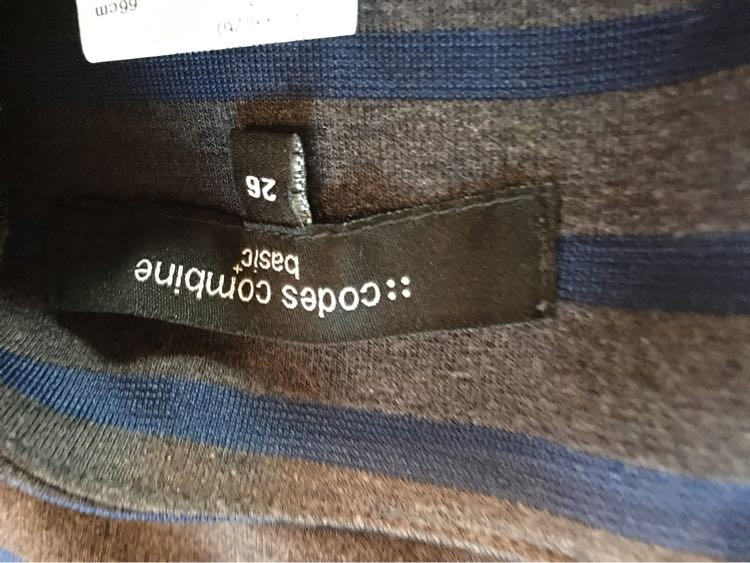 ::codes combine
basic+
26
66cm